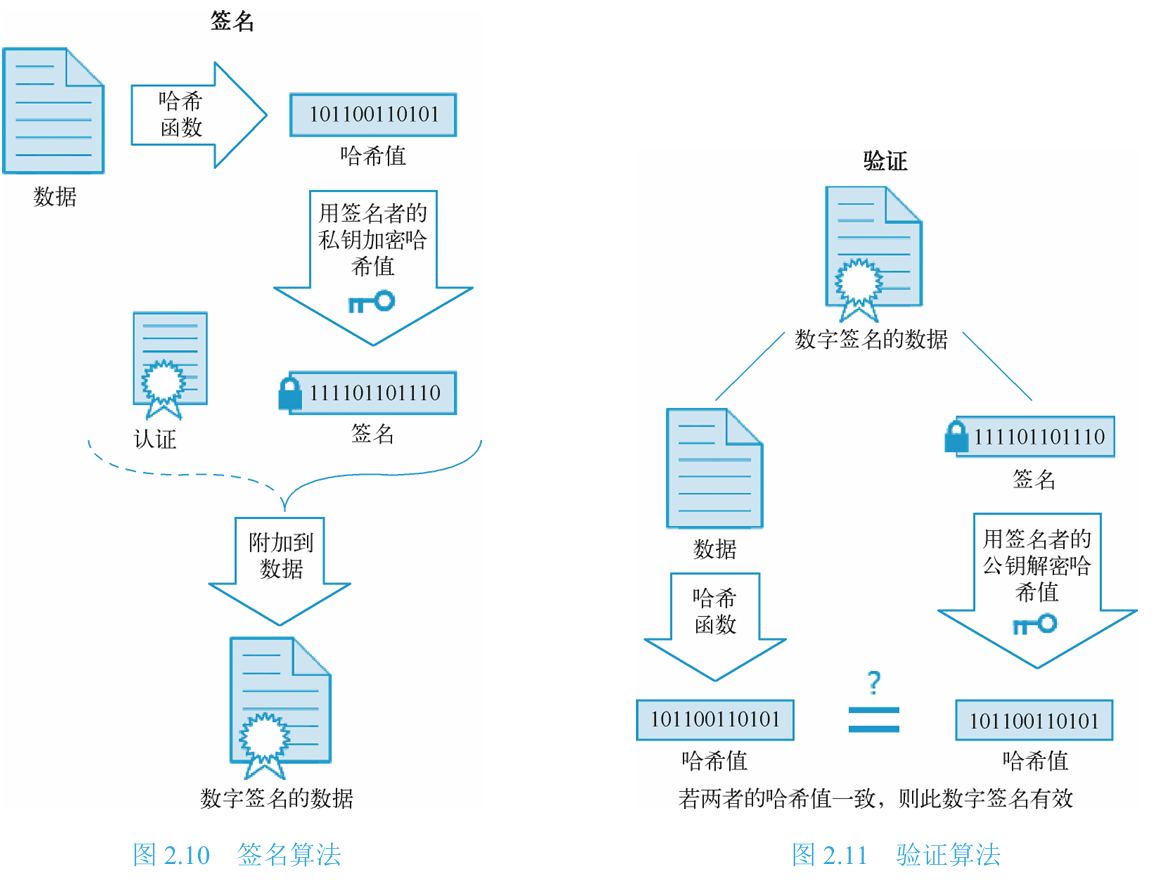 签名
哈希
函数
101100110101
哈希值
数据
用签名者的
私钥加密哈
希值
111101101110
签名
认证
附加到
数据
数字签名的数据
图 2.10 签名算法
验证
数字签名的数据
数据
111101101110
签名
哈希
函数
用签名者的
公钥解密哈
希值
?
101100110101
哈希值
101100110101
哈希值
若两者的哈希值一致，则此数字签名有效
图 2.11 验证算法